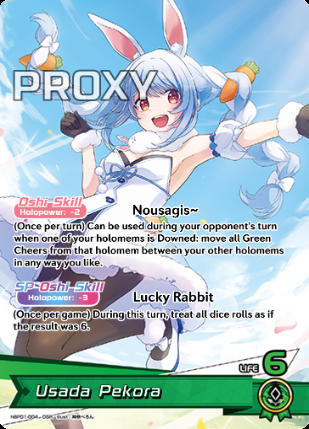 PROXY
Oshi Skill
Holopower: -2
Nousagis~
(Once per turn) Can be used during your opponent's turn
when one of your holomems is Downed: move all Green
Cheers from that holomem between your other holomems
in any way you like.
SP Oshi Skill
Holopower: -3
Lucky Rabbit
(Once per game) During this turn, treat all dice rolls as if
the result was 6.
LIFE 6
Usada Pekora